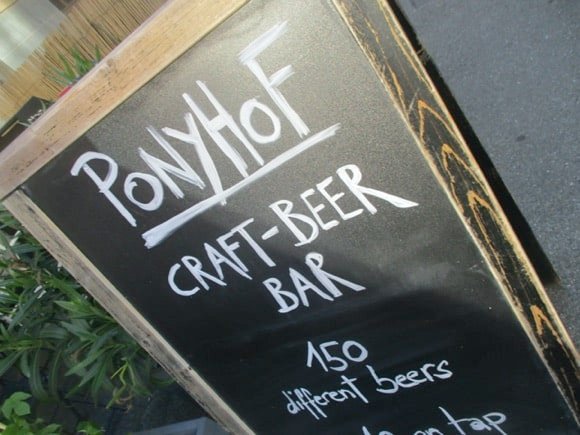 PONYHOF
CRAFT-BEER
BAR
150
different beers
on tap